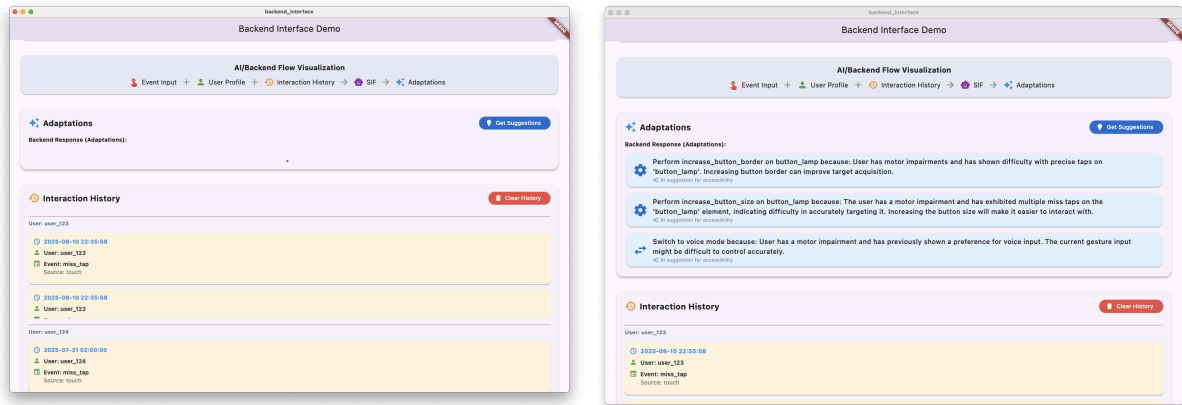 backend_interface
Backend Interface Demo
DEMO
AI/Backend Flow Visualization
Event Input + User Profile + Interaction History → SIF → Adaptations
Adaptations
Get Suggestions
Backend Response (Adaptations):
Interaction History
Clear History
User: user_123
2025-08-10 22:35:58
User: user_123
Event: miss_tap
Source: touch
2025-08-10 22:35:58
User: user_123
User: user_124
2025-07-31 02:00:00
User: user_124
Event: miss_tap
Source: touch
backend_interface
Backend Interface Demo
DEMO
AI/Backend Flow Visualization
Event Input + User Profile + Interaction History → SIF → Adaptations
Adaptations
Get Suggestions
Backend Response (Adaptations):
Perform increase_button_border on button_lamp because: User has motor impairments and has shown difficulty with precise taps on
'button_lamp'. Increasing button border can improve target acquisition.
AI suggestion for accessibility
Perform increase_button_size on button_lamp because: The user has a motor impairment and has exhibited multiple miss taps on the
'button_lamp' element, indicating difficulty in accurately targeting it. Increasing the button size will make it easier to interact with.
AI suggestion for accessibility
Switch to voice mode because: User has a motor impairment and has previously shown a preference for voice input. The current gesture input
might be difficult to control accurately.
AI suggestion for accessibility
Interaction History
Clear History
User: user_123
2025-08-10 22:35:58
User: user_123
Event: miss_tap
Source: touch